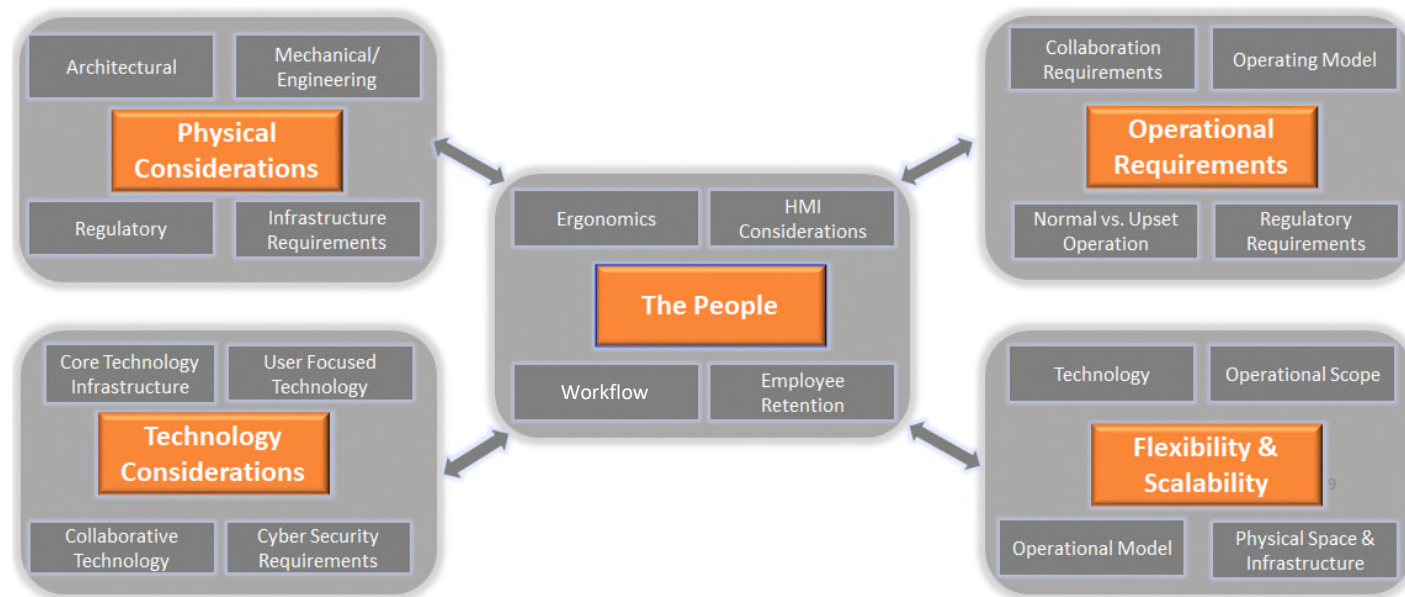 Architectural
Mechanical/
Engineering
Physical
Considerations
Regulatory
Infrastructure
Requirements
Collaboration
Requirements
Operating Model
Operational
Requirements
Normal vs. Upset
Operation
Regulatory
Requirements
Ergonomics
HMI
Considerations
The People
Workflow
Employee
Retention
Core Technology
Infrastructure
User Focused
Technology
Technology
Considerations
Collaborative
Technology
Cyber Security
Requirements
Technology
Operational Scope
Flexibility &
Scalability
9
Operational Model
Physical Space &
Infrastructure